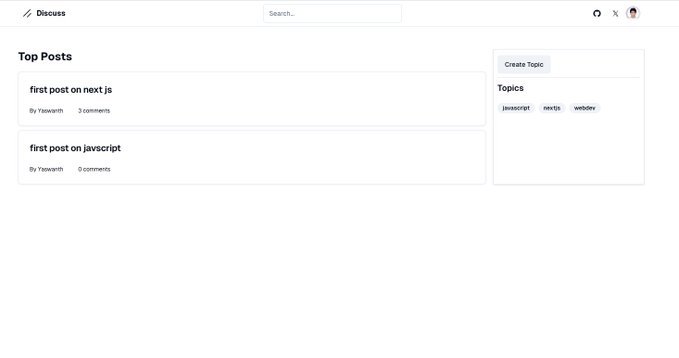 Discuss
Search...
Top Posts
first post on next js
By Yaswanth 3 comments
first post on javscript
By Yaswanth 0 comments
Create Topic
Topics
javascript nextjs webdev